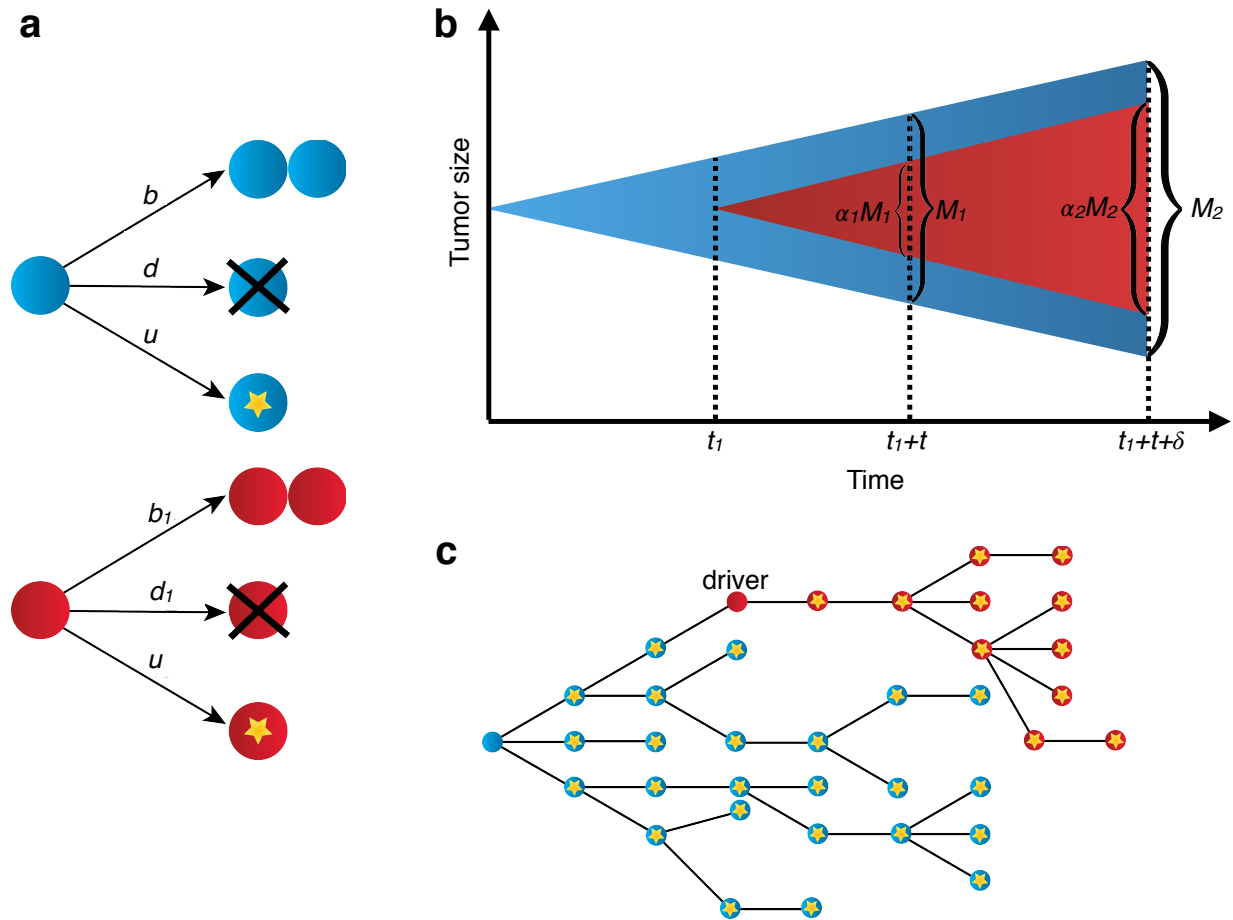 a
b
d
u
b₁
d₁
u
b
Tumor size
α₁M₁
M₁
α₂M₂
M₂
t₁
t₁+t
t₁+t+δ
Time
c
driver